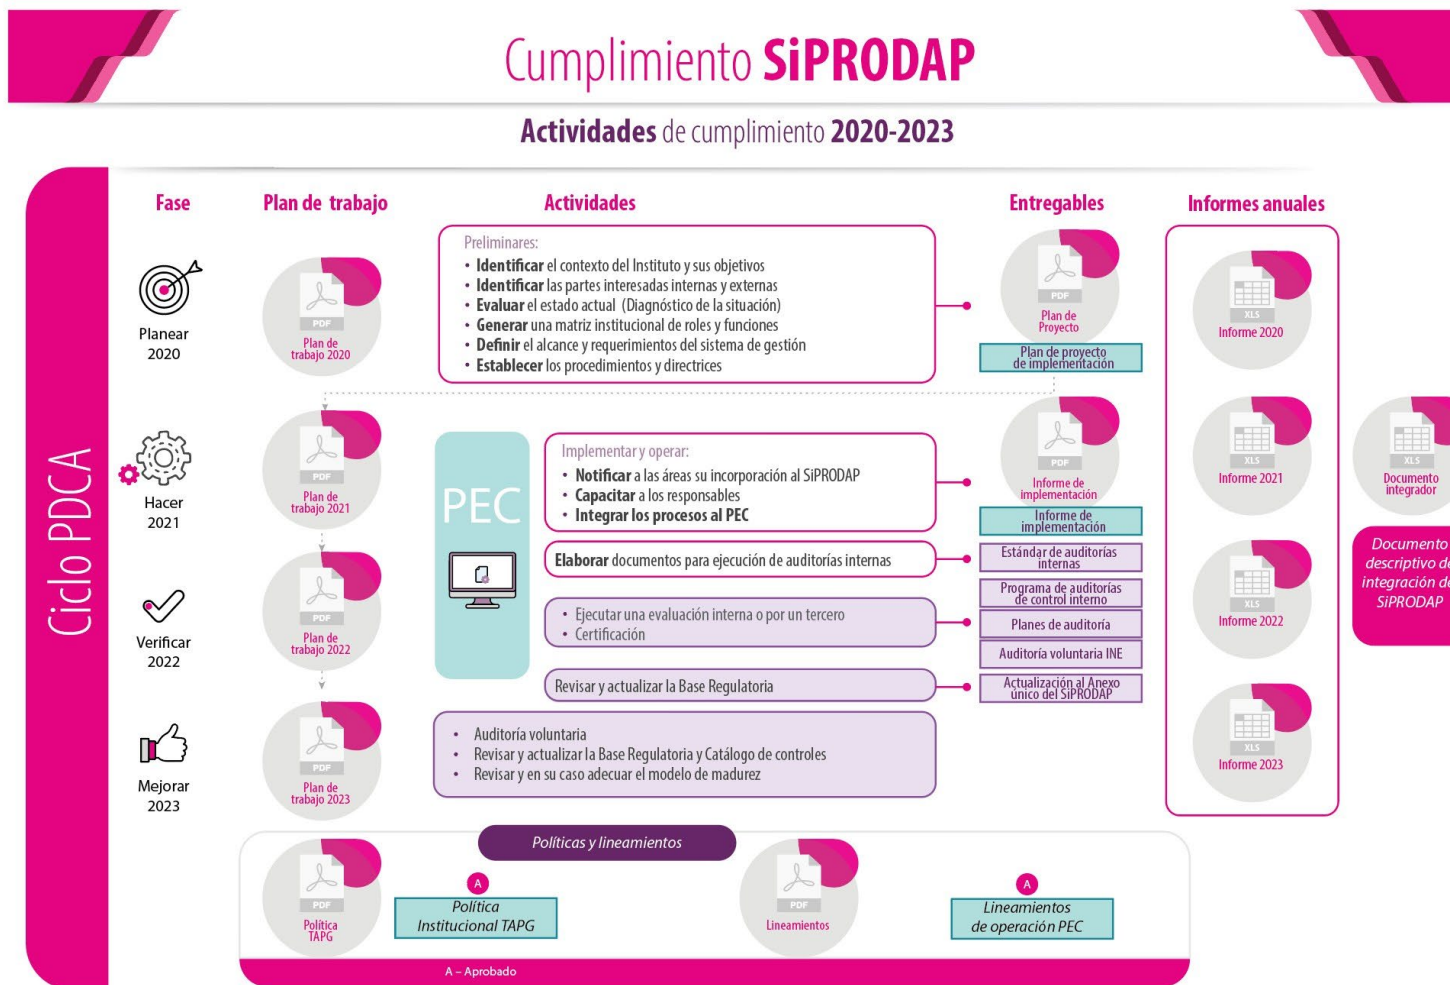 Cumplimiento SiPRODAP
Actividades de cumplimiento 2020-2023
Ciclo PDCA
Fase
Plan de trabajo
Actividades
Entregables
Informes anuales
Planear
2020
PDF
Plan de
trabajo 2020
Preliminares:
• Identificar el contexto del Instituto y sus objetivos
• Identificar las partes interesadas internas y externas
• Evaluar el estado actual (Diagnóstico de la situación)
• Generar una matriz institucional de roles y funciones
• Definir el alcance y requerimientos del sistema de gestión
• Establecer los procedimientos y directrices
PDF
Plan de
Proyecto
Plan de proyecto
de implementación
XLS
Informe 2020
Hacer
2021
PDF
Plan de
trabajo 2021
PEC
Implementar y operar:
• Notificar a las áreas su incorporación al SiPRODAP
• Capacitar a los responsables
• Integrar los procesos al PEC
PDF
Informe de
implementación
Informe de
implementación
XLS
Informe 2021
XLS
Documento
integrador
Documento
descriptivo de
integración de
SiPRODAP
Elaborar documentos para ejecución de auditorías internas
Estándar de auditorías
internas
Programa de auditorías
de control interno
Verificar
2022
PDF
Plan de
trabajo 2022
• Ejecutar una evaluación interna o por un tercero
• Certificación
Planes de auditoría
Auditoría voluntaria INE
XLS
Informe 2022
Revisar y actualizar la Base Regulatoria
Actualización al Anexo
único del SiPRODAP
Mejorar
2023
PDF
Plan de
trabajo 2023
• Auditoría voluntaria
• Revisar y actualizar la Base Regulatoria y Catálogo de controles
• Revisar y en su caso adecuar el modelo de madurez
XLS
Informe 2023
Políticas y lineamientos
PDF
Política
TAPG
A
Política
Institucional TAPG
PDF
Lineamientos
A
Lineamientos
de operación PEC
A – Aprobado